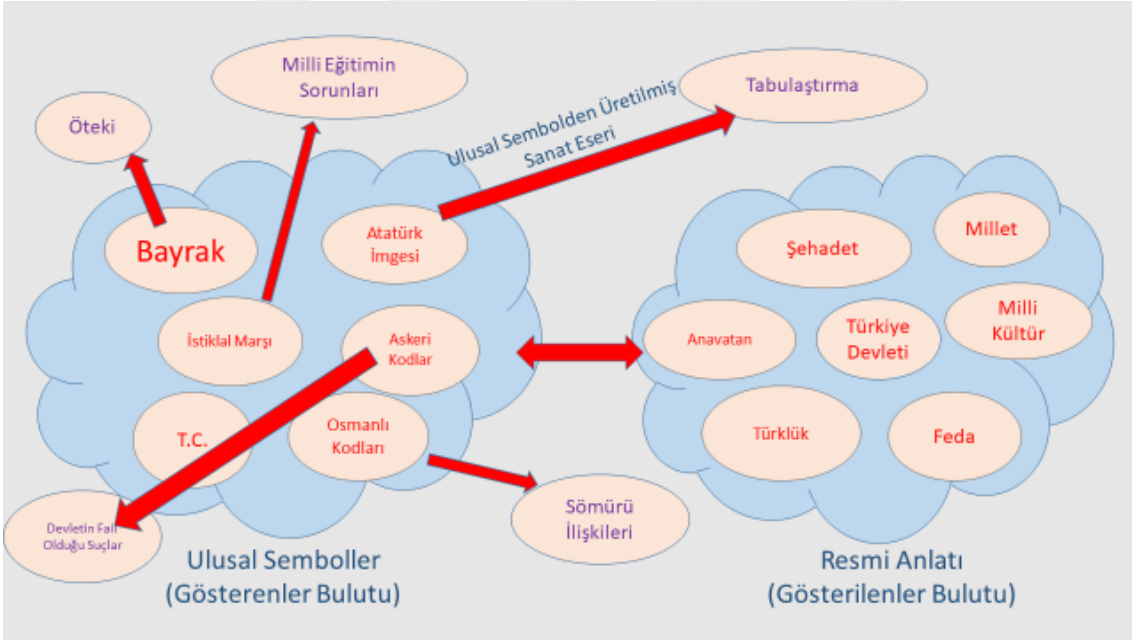 Milli Eğitimin
Sorunları
Tabulaştırma
Öteki
Ulusal Sembolden Üretilmiş
Sanat Eseri
Bayrak
Atatürk
İmgesi
Şehadet
Millet
İstiklal Marşı
Askeri
Kodlar
Anavatan
Türkiye
Devleti
Milli
Kültür
T.C.
Osmanlı
Kodları
Türklük
Feda
Devletin Fail
Olduğu Suçlar
Sömürü
İlişkileri
Ulusal Semboller
(Gösterenler Bulutu)
Resmi Anlatı
(Gösterilenler Bulutu)